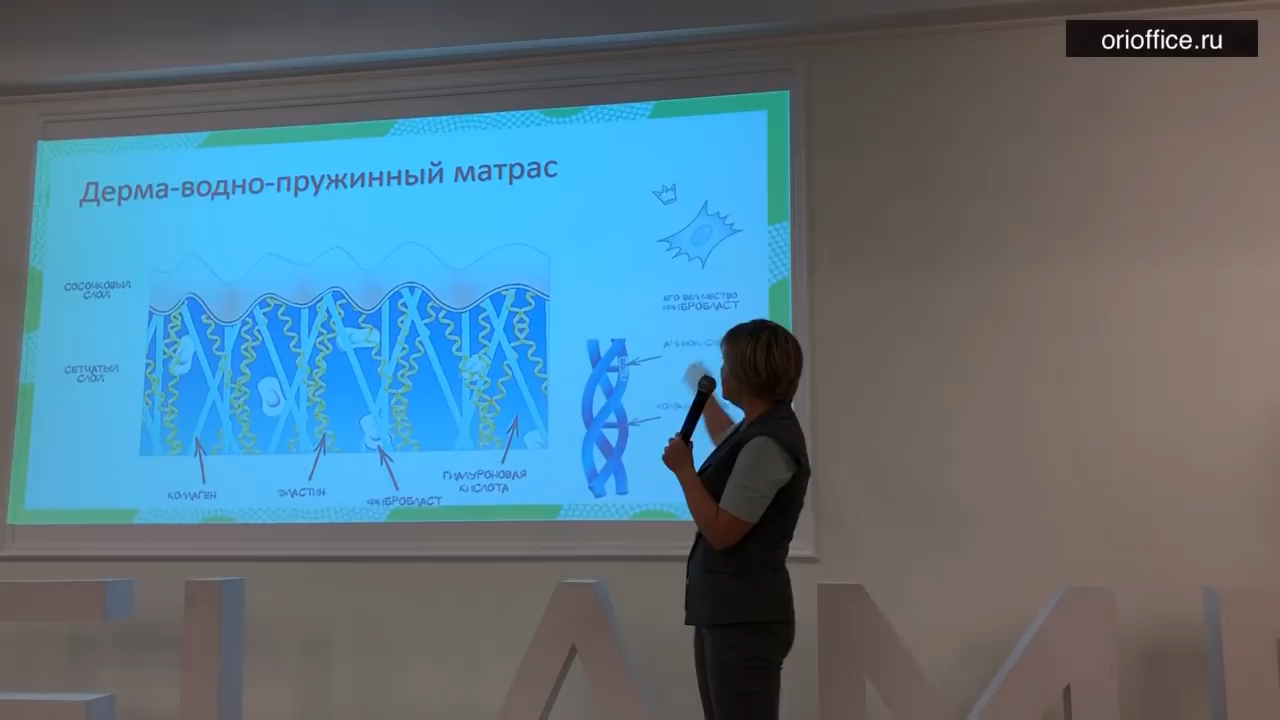 orioffice.ru
Дерма-водно-пружинный матрас
СОСОЧКОВЫЙ
СЛОЙ
СЕТЧАТЫЙ
СЛОЙ
КОЛЛАГЕН
ЭЛАСТИН
ФИБРОБЛАСТ
ГИАЛУРОНОВАЯ
КИСЛОТА
ЕГО ВЕЛИЧЕСТВО
ФИБРОБЛАСТ